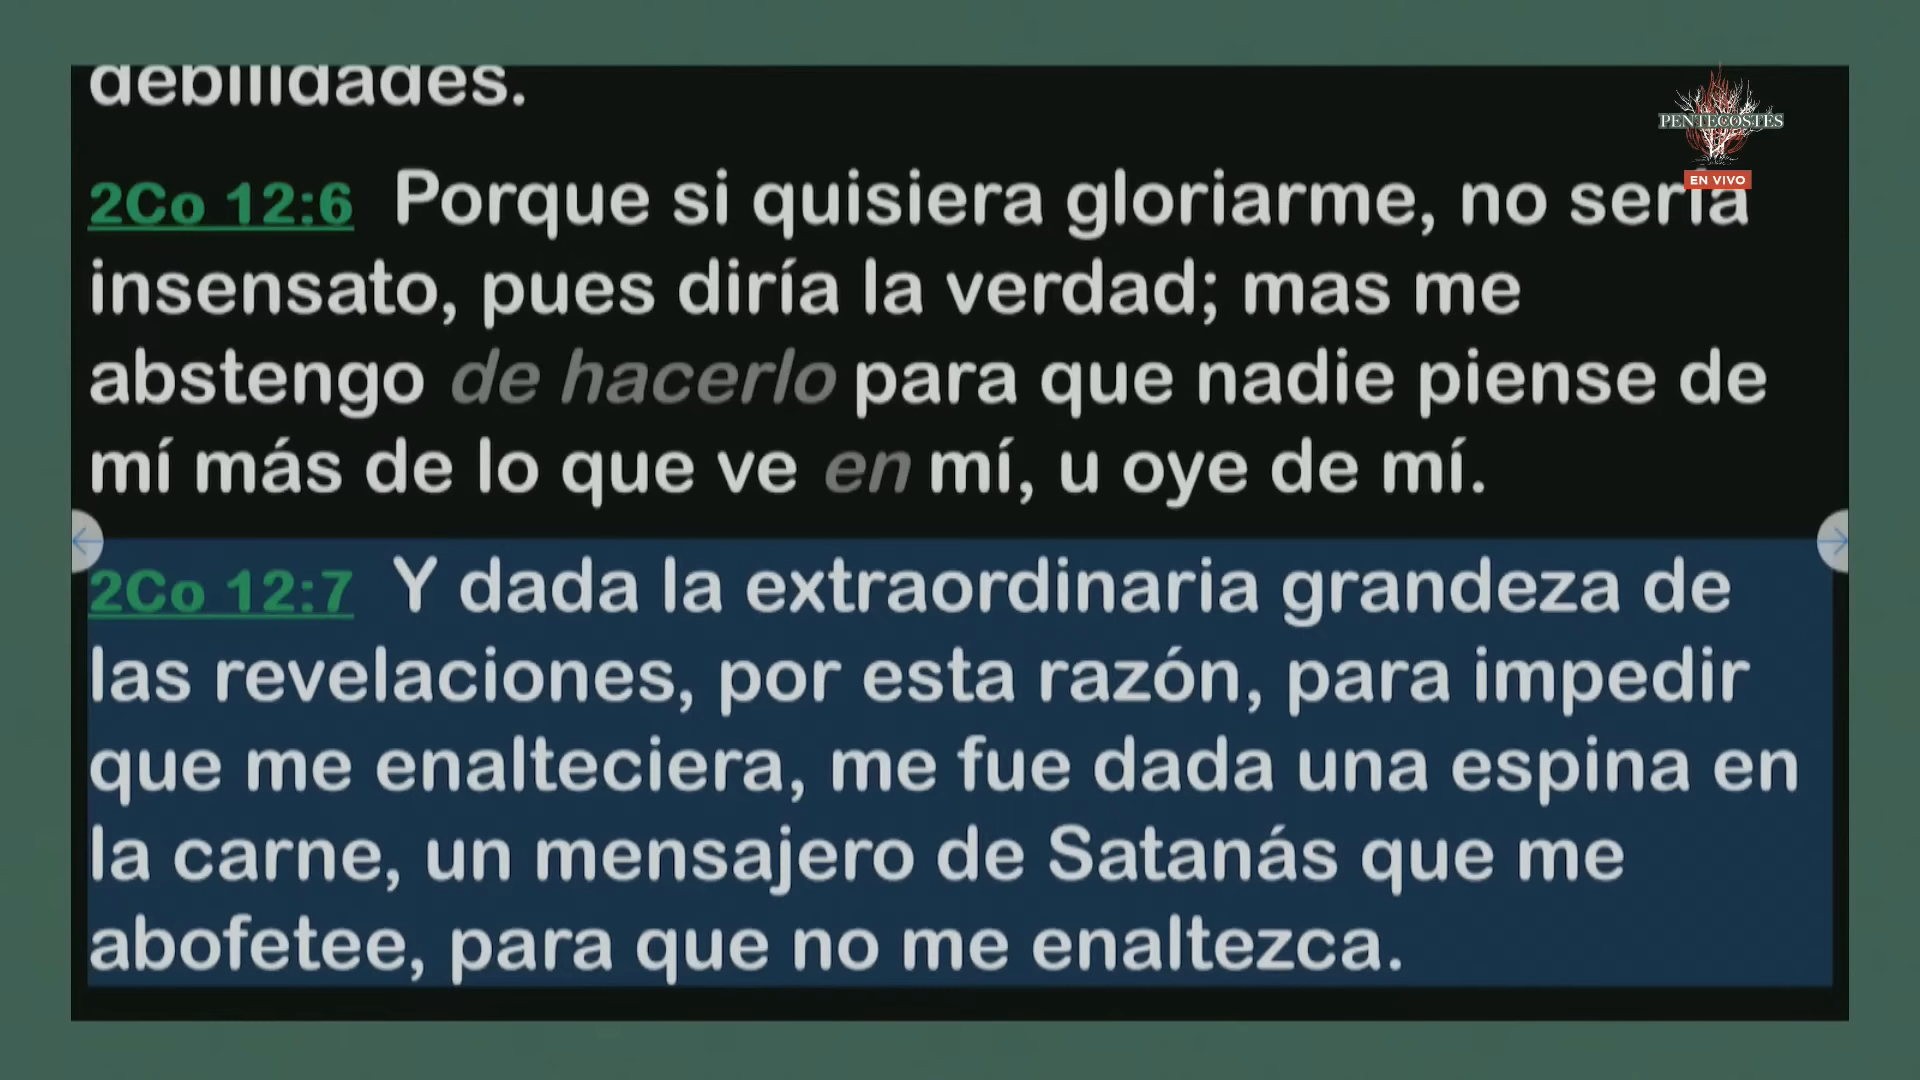 debilidades.
PENTECOSTÉS
EN VIVO
2Co 12:6 Porque si quisiera gloriarme, no sería
insensato, pues diría la verdad; mas me
abstengo de hacerlo para que nadie piense de
mí más de lo que ve en mí, u oye de mí.
2Co 12:7 Y dada la extraordinaria grandeza de
las revelaciones, por esta razón, para impedir
que me enalteciera, me fue dada una espina en
la carne, un mensajero de Satanás que me
abofetee, para que no me enaltezca.